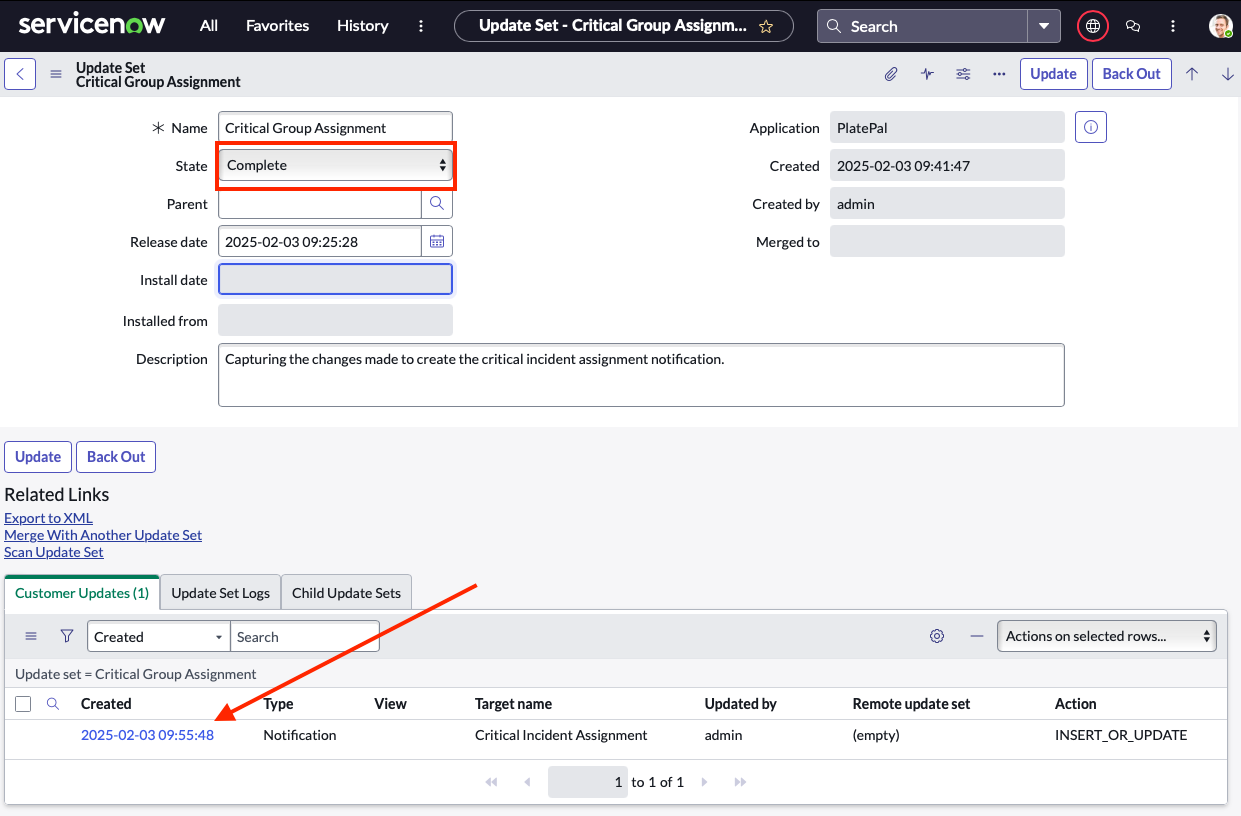 servicenow All Favorites History Update Set - Critical Group Assignm... Search
Update Set
Critical Group Assignment
Update Back Out
Name Critical Group Assignment
Application PlatePal
State Complete
Created 2025-02-03 09:41:47
Parent
Created by admin
Release date 2025-02-03 09:25:28
Merged to
Install date
Installed from
Description Capturing the changes made to create the critical incident assignment notification.
Update Back Out
Related Links
Export to XML
Merge With Another Update Set
Scan Update Set
Customer Updates (1) Update Set Logs Child Update Sets
Created Search Actions on selected rows...
Update set = Critical Group Assignment
Created Type View Target name Updated by Remote update set Action
2025-02-03 09:55:48 Notification Critical Incident Assignment admin (empty) INSERT_OR_UPDATE
1 to 1 of 1